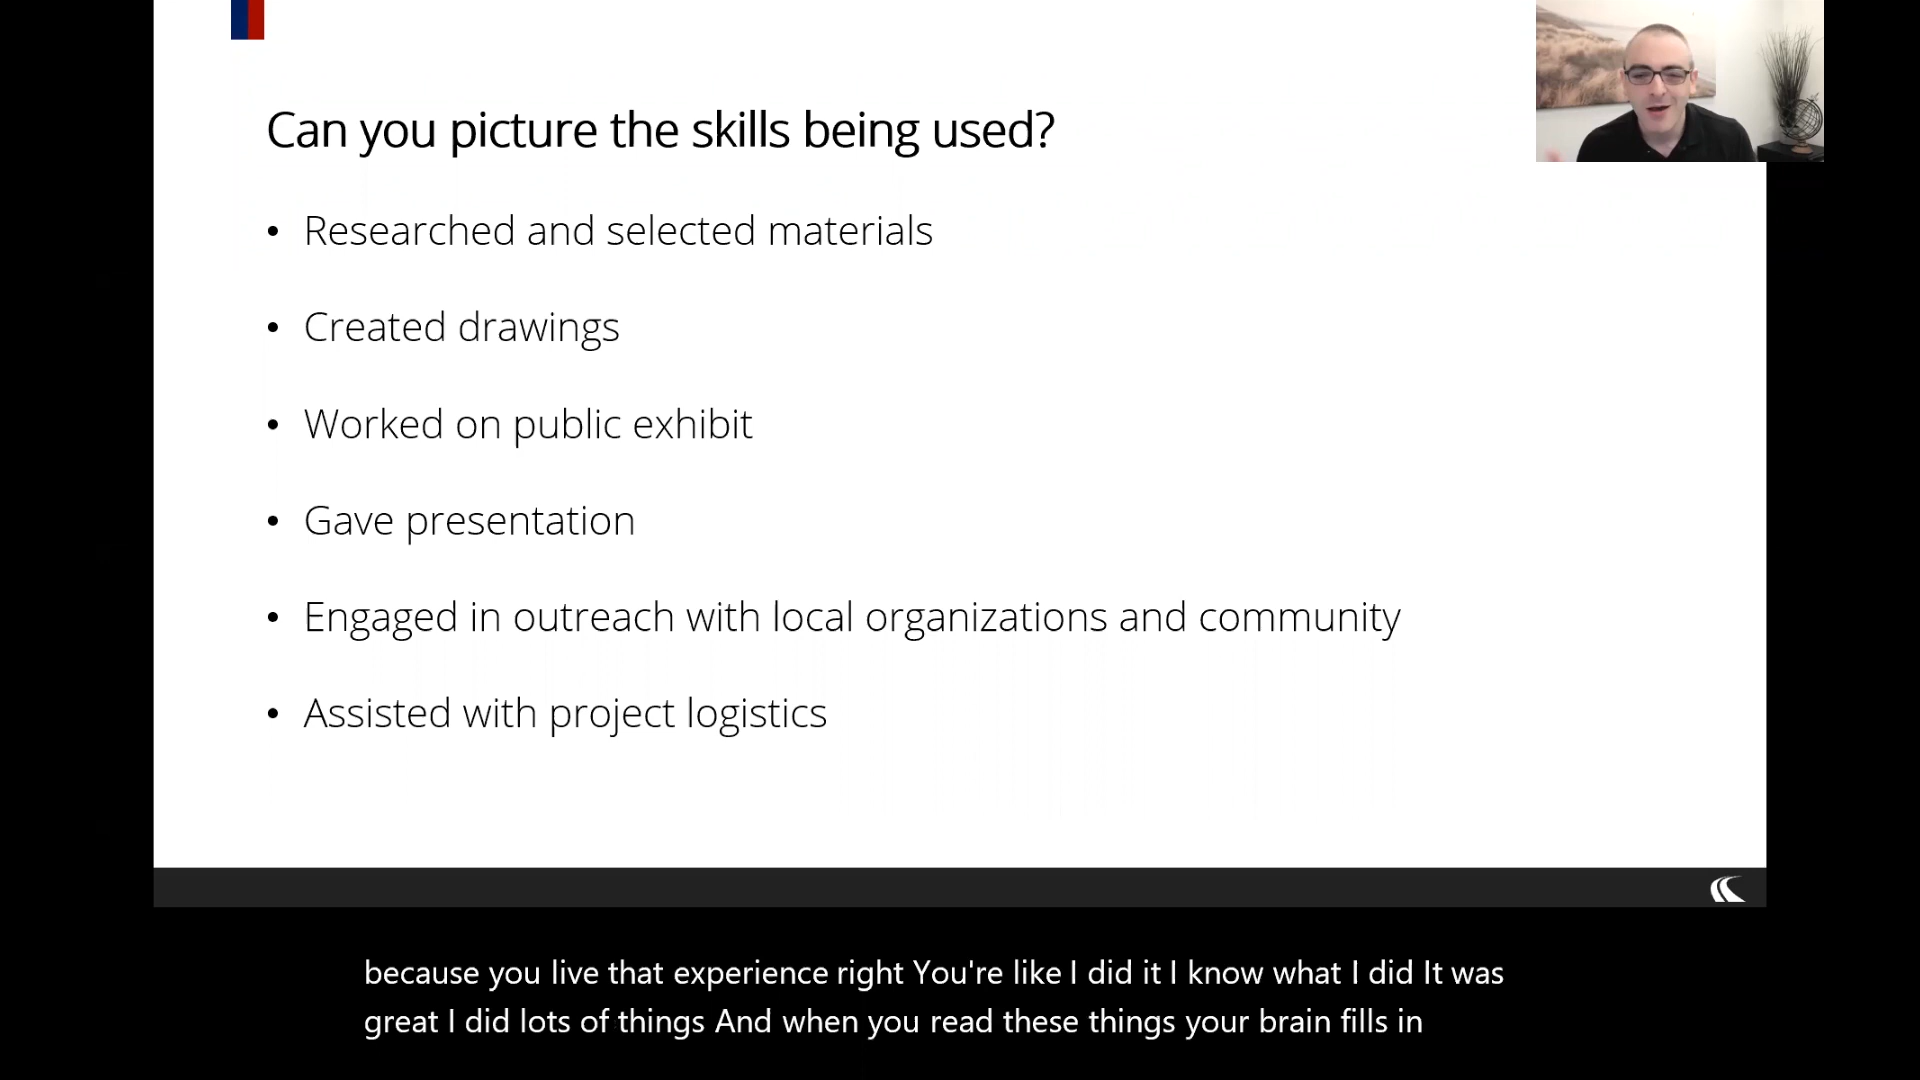 Can you picture the skills being used?
• Researched and selected materials
• Created drawings
• Worked on public exhibit
• Gave presentation
• Engaged in outreach with local organizations and community
• Assisted with project logistics
because you live that experience right You're like I did it I know what I did It was
great I did lots of things And when you read these things your brain fills in